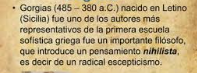 • Gorgias (485 – 380 a.C.) nacido en Letino
(Sicilia) fue uno de los autores más
representativos de la primera escuela
sofística griega fue un importante filósofo,
que introduce un pensamiento nihilista,
es decir de un radical escepticismo.